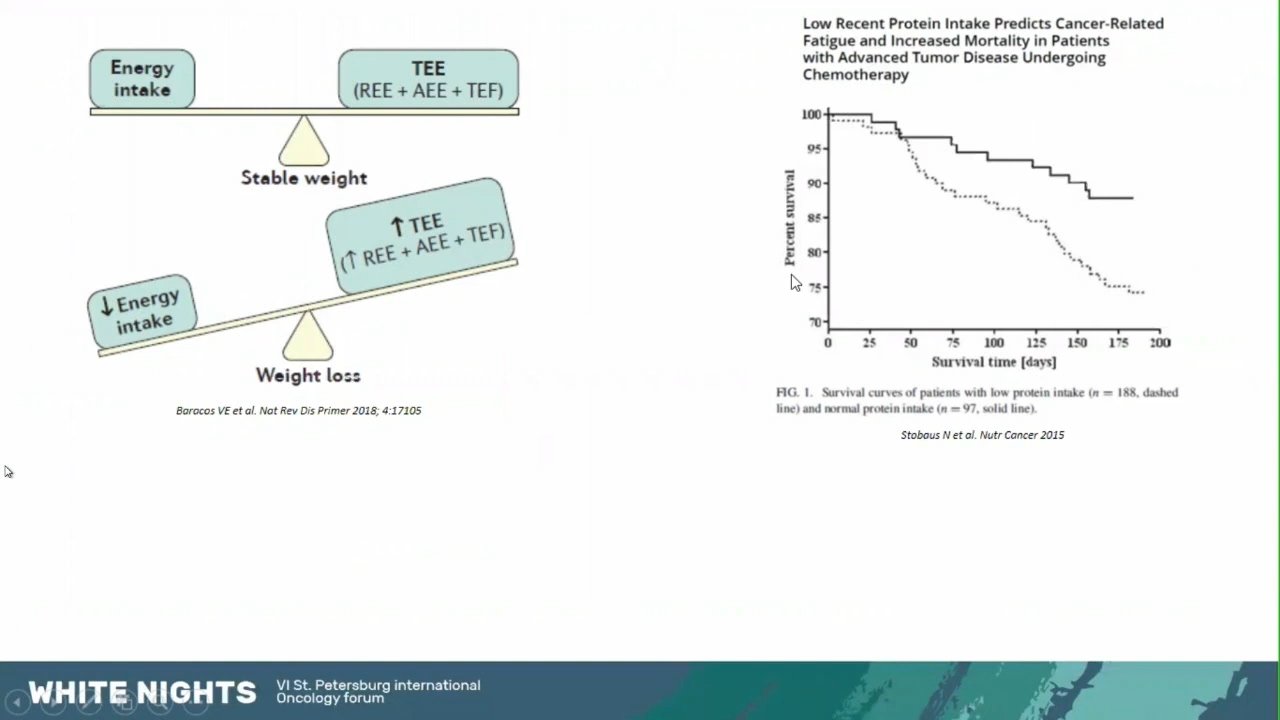 Energy
intake
TEE
(REE + AEE + TEF)
Stable weight
↑ TEE
(↑ REE + AEE + TEF)
↓ Energy
intake
Weight loss
Baracos VE et al. Nat Rev Dis Primer 2018; 4:17105
Low Recent Protein Intake Predicts Cancer-Related
Fatigue and Increased Mortality in Patients
with Advanced Tumor Disease Undergoing
Chemotherapy
Percent survival
100
95
90
85
80
75
70
0 25 50 75 100 125 150 175 200
Survival time [days]
FIG. 1. Survival curves of patients with low protein intake (n = 188, dashed
line) and normal protein intake (n = 97, solid line).
Stobaus N et al. Nutr Cancer 2015
WHITE NIGHTS
VI St. Petersburg international
Oncology forum